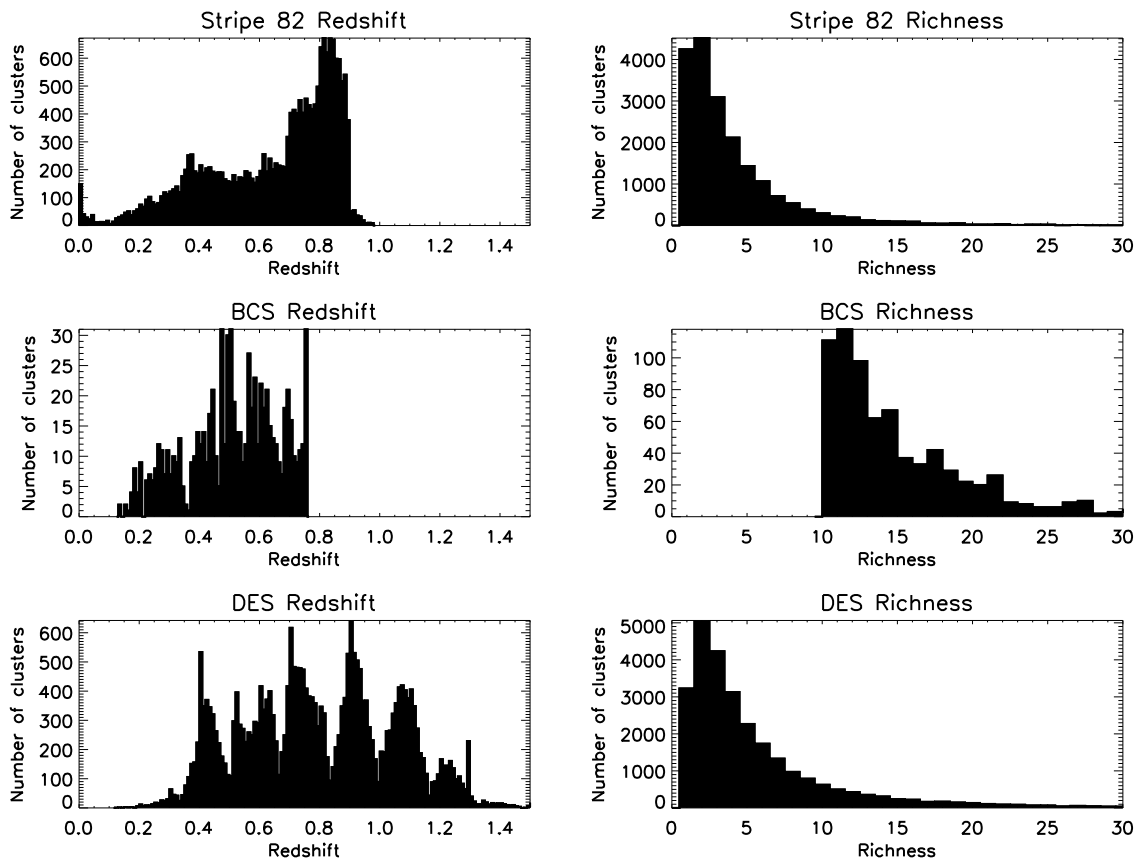 Stripe 82 Redshift
Number of clusters
600
500
400
300
200
100
0
0.0 0.2 0.4 0.6 0.8 1.0 1.2 1.4
Redshift
Stripe 82 Richness
Number of clusters
4000
3000
2000
1000
0
0 5 10 15 20 25 30
Richness
BCS Redshift
Number of clusters
30
25
20
15
10
5
0
0.0 0.2 0.4 0.6 0.8 1.0 1.2 1.4
Redshift
BCS Richness
Number of clusters
100
80
60
40
20
0
0 5 10 15 20 25 30
Richness
DES Redshift
Number of clusters
600
500
400
300
200
100
0
0.0 0.2 0.4 0.6 0.8 1.0 1.2 1.4
Redshift
DES Richness
Number of clusters
5000
4000
3000
2000
1000
0
0 5 10 15 20 25 30
Richness